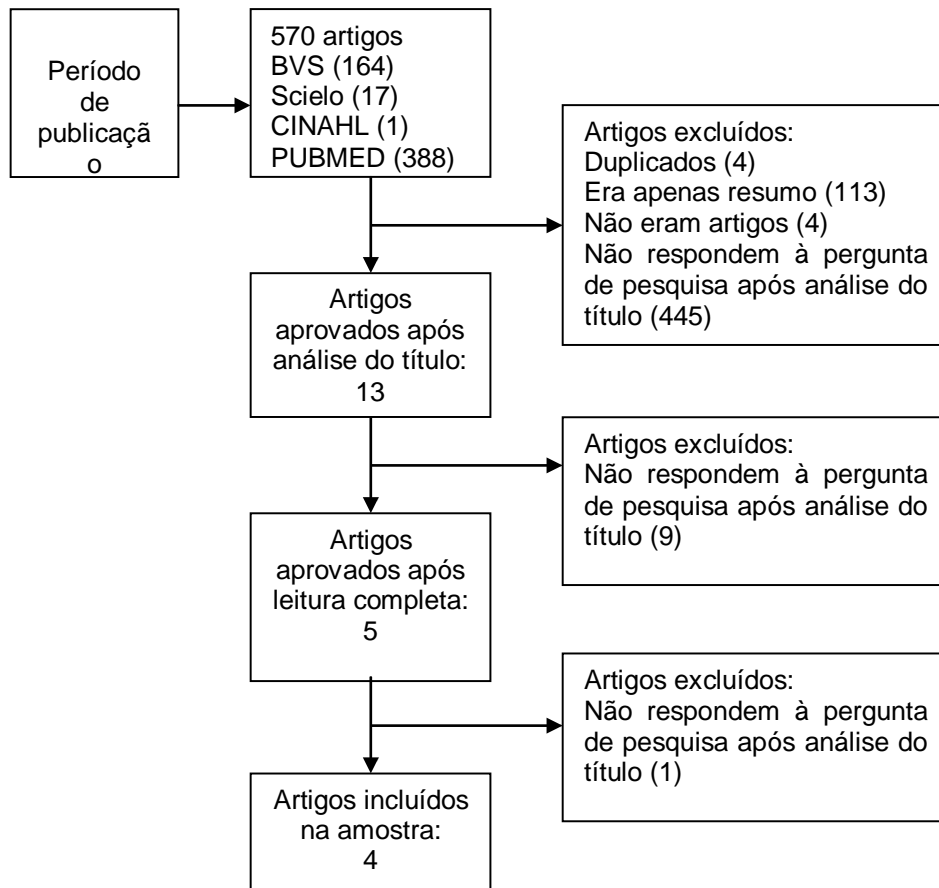 Período
de
publicaçã
o
570 artigos
BVS (164)
Scielo (17)
CINAHL (1)
PUBMED (388)
Artigos excluídos:
Duplicados (4)
Era apenas resumo (113)
Não eram artigos (4)
Não respondem à pergunta
de pesquisa após análise do
título (445)
Artigos
aprovados após
análise do título:
13
Artigos excluídos:
Não respondem à pergunta
de pesquisa após análise do
título (9)
Artigos
aprovados após
leitura completa:
5
Artigos excluídos:
Não respondem à pergunta
de pesquisa após análise do
título (1)
Artigos incluídos
na amostra:
4